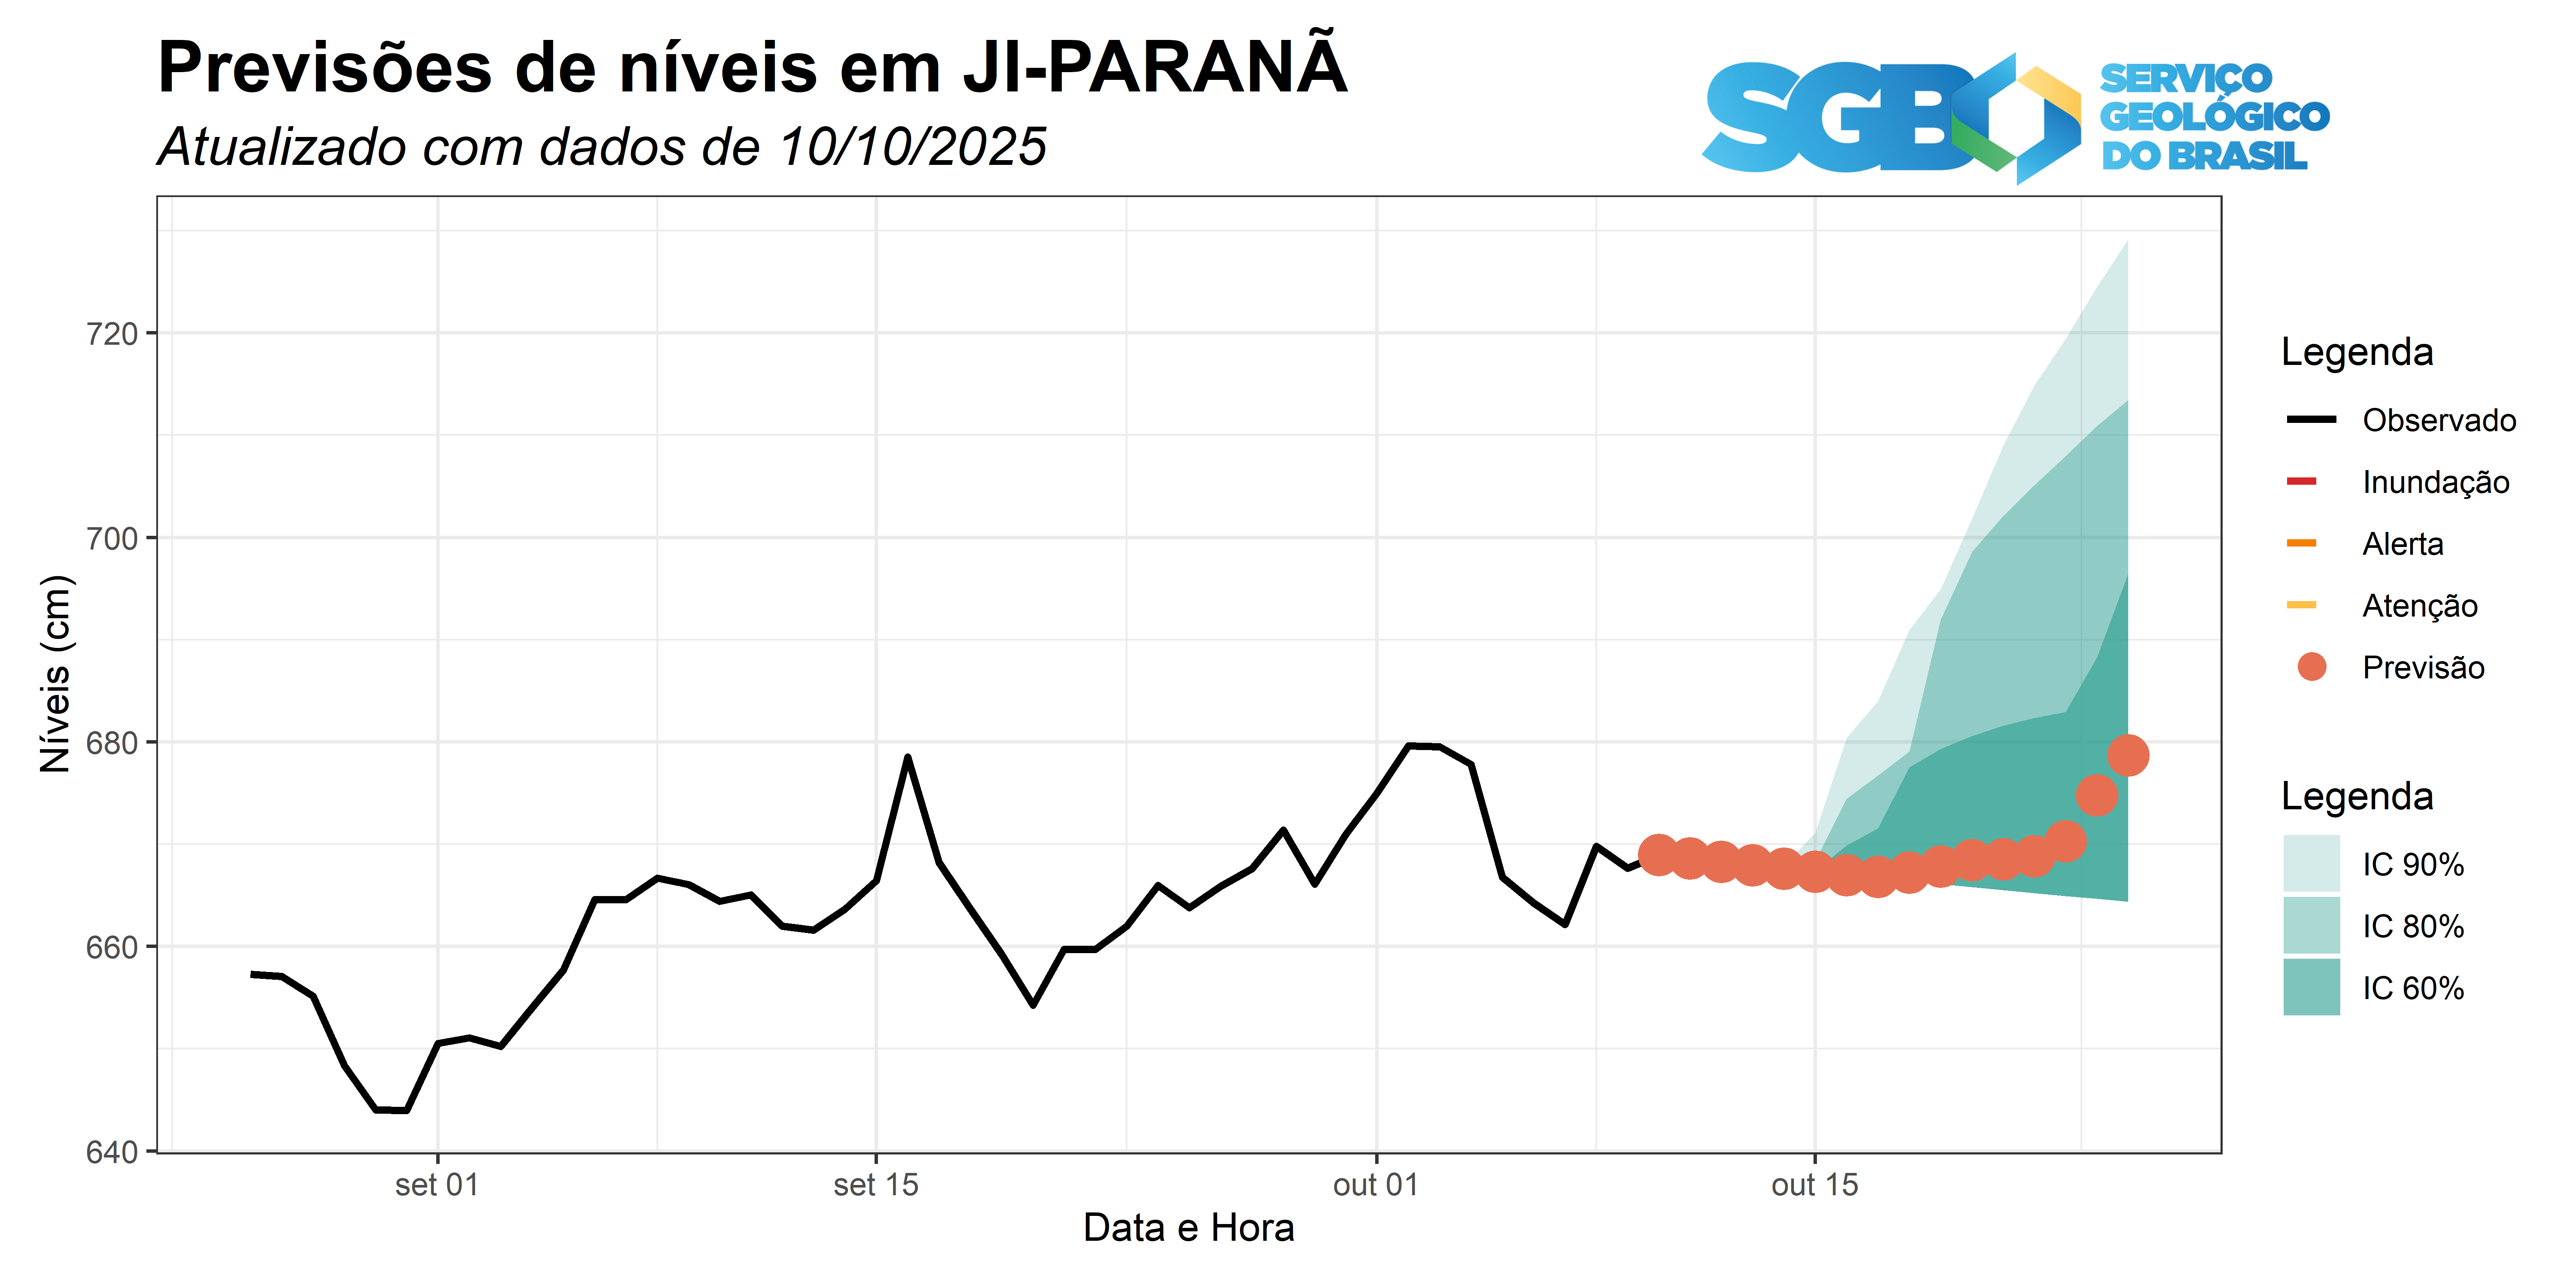 Previsões de níveis em JI-PARANÃ
Atualizado com dados de 10/10/2025
SGB
SERVIÇO
GEOLÓGICO
DO BRASIL
720
700
680
660
640
Níveis (cm)
set 01
set 15
out 01
out 15
Data e Hora
Legenda
Observado
Inundação
Alerta
Atenção
Previsão
Legenda
IC 90%
IC 80%
IC 60%